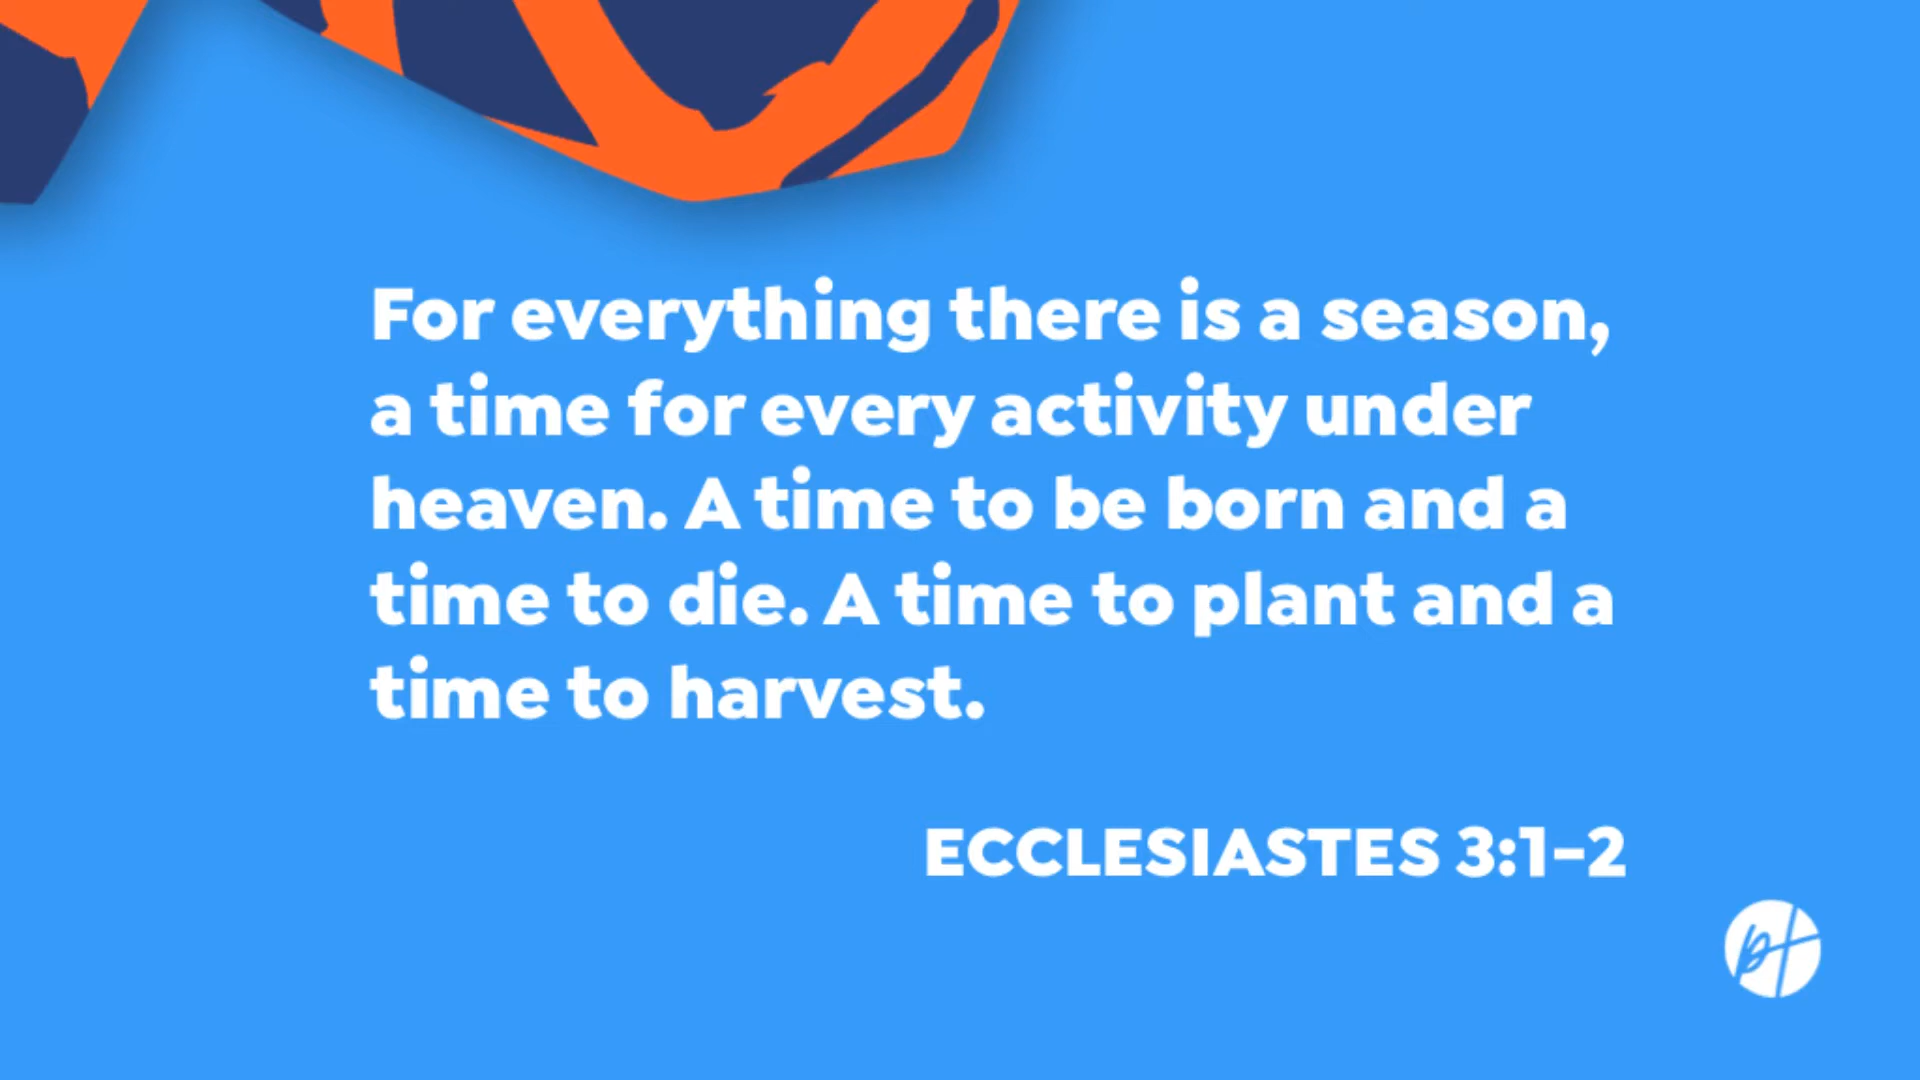 For everything there is a season,
a time for every activity under
heaven. A time to be born and a
time to die. A time to plant and a
time to harvest.
ECCLESIASTES 3:1–2